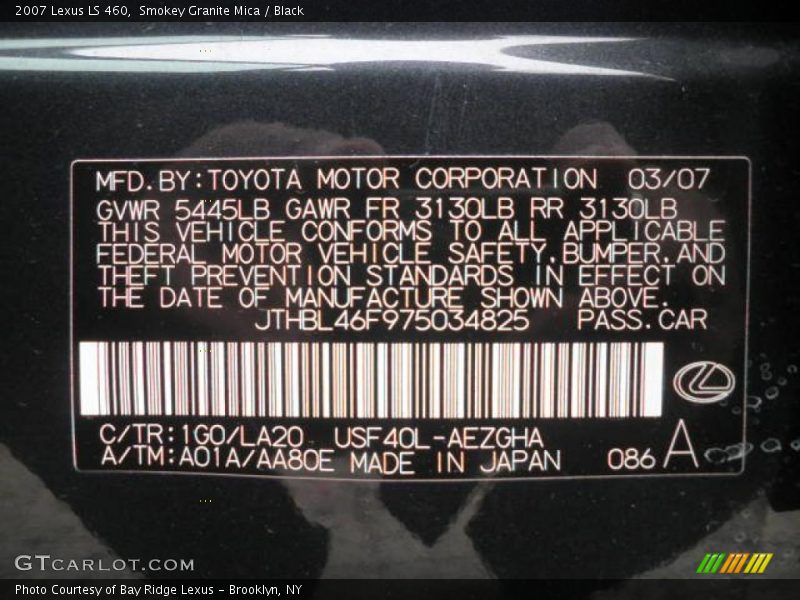 2007 Lexus LS 460,  Smokey Granite Mica / Black
MFD.BY:TOYOTA MOTOR CORPORATION 03/07
GVWR 5445LB GAWR FR 3130LB RR 3130LB
THIS VEHICLE CONFORMS TO ALL APPLICABLE
FEDERAL MOTOR VEHICLE SAFETY,BUMPER,AND
THEFT PREVENTION STANDARDS IN EFFECT ON
THE DATE OF MANUFACTURE SHOWN ABOVE.
JTHBL46F975034825 PASS.CAR
C/TR:1G0/LA20 USF40L-AEZGHA
A/TM:A01A/AA80E MADE IN JAPAN 086 A
GTCARLOT.COM
Photo Courtesy of Bay Ridge Lexus – Brooklyn, NY